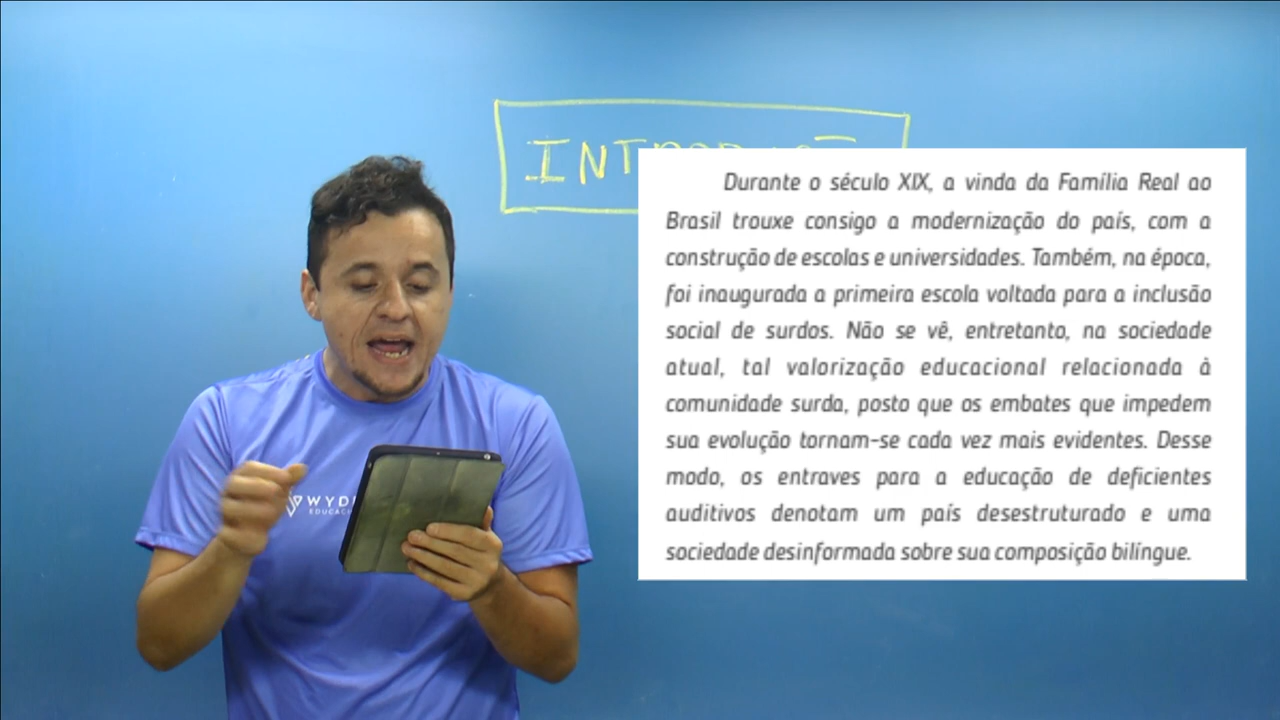 Durante o século XIX, a vinda da Família Real ao
Brasil trouxe consigo a modernização do país, com a
construção de escolas e universidades. Também, na época,
foi inaugurada a primeira escola voltada para a inclusão
social de surdos. Não se vê, entretanto, na sociedade
atual, tal valorização educacional relacionada à
comunidade surda, posto que os embates que impedem
sua evolução tornam-se cada vez mais evidentes. Desse
modo, os entraves para a educação de deficientes
auditivos denotam um país desestruturado e uma
sociedade desinformada sobre sua composição bilíngue.